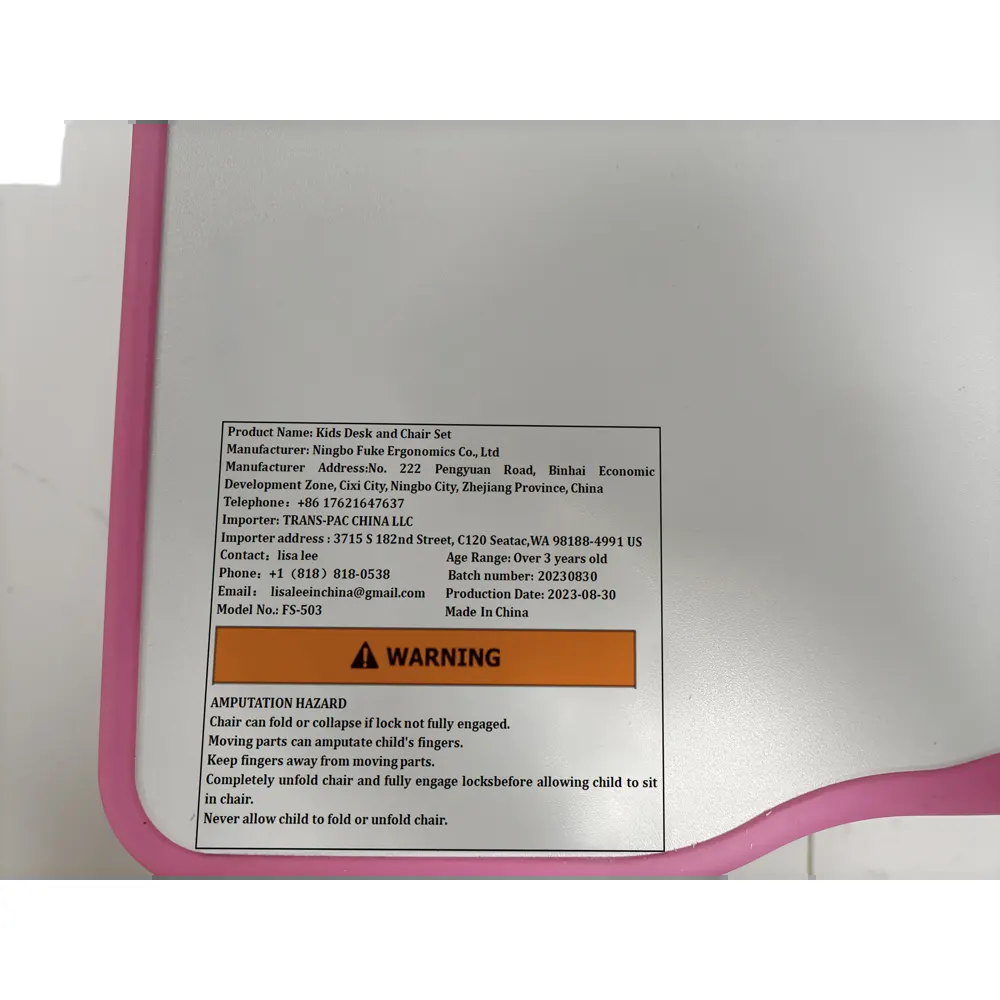 Product Name: Kids Desk and Chair Set
Manufacturer: Ningbo Fuke Ergonomics Co., Ltd
Manufacturer Address:No. 222 Pengyuan Road, Binhai Economic
Development Zone, Cixi City, Ningbo City, Zhejiang Province, China
Telephone：+86 17621647637
Importer: TRANS-PAC CHINA LLC
Importer address : 3715 S 182nd Street, C120 Seatac,WA 98188-4991 US
Contact：lisa lee Age Range: Over 3 years old
Phone：+1（818）818-0538 Batch number: 20230830
Email： lisaleeinchina@gmail.com Production Date: 2023-08-30
Model No.: FS-503 Made In China
WARNING
AMPUTATION HAZARD
Chair can fold or collapse if lock not fully engaged.
Moving parts can amputate child's fingers.
Keep fingers away from moving parts.
Completely unfold chair and fully engage locksbefore allowing child to sit
in chair.
Never allow child to fold or unfold chair.